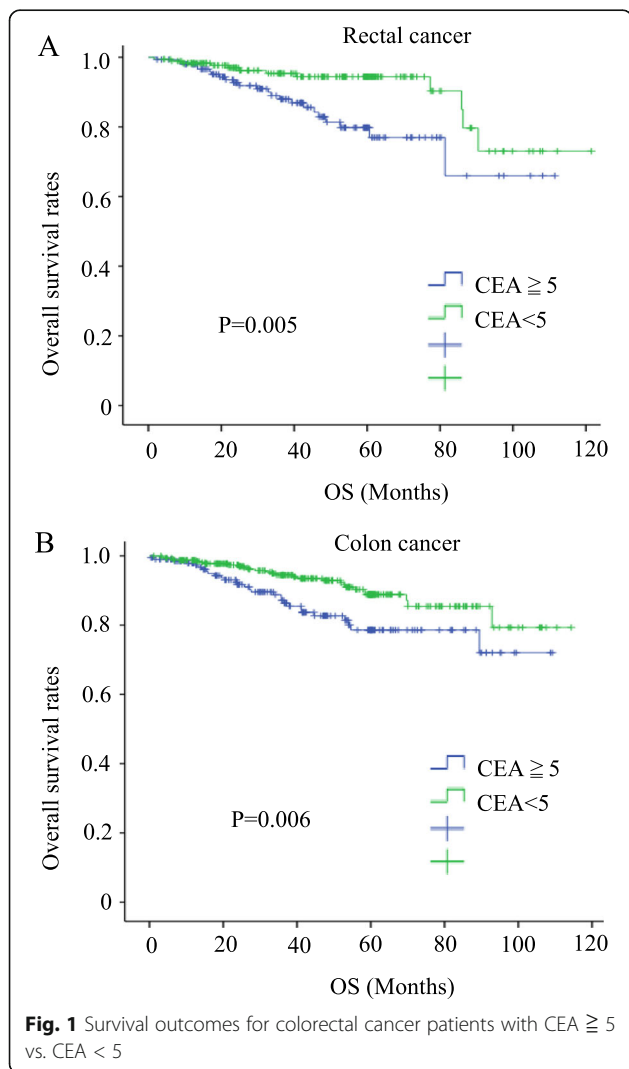 A
Rectal cancer
Overall survival rates
1.0
0.8
0.6
0.4
0.2
0
CEA ≧ 5
CEA<5
P=0.005
0 20 40 60 80 100 120
OS (Months)
B
Colon cancer
Overall survival rates
1.0
0.8
0.6
0.4
0.2
0
CEA ≧ 5
CEA<5
P=0.006
0 20 40 60 80 100 120
OS (Months)
Fig. 1 Survival outcomes for colorectal cancer patients with CEA ≧ 5
vs. CEA < 5